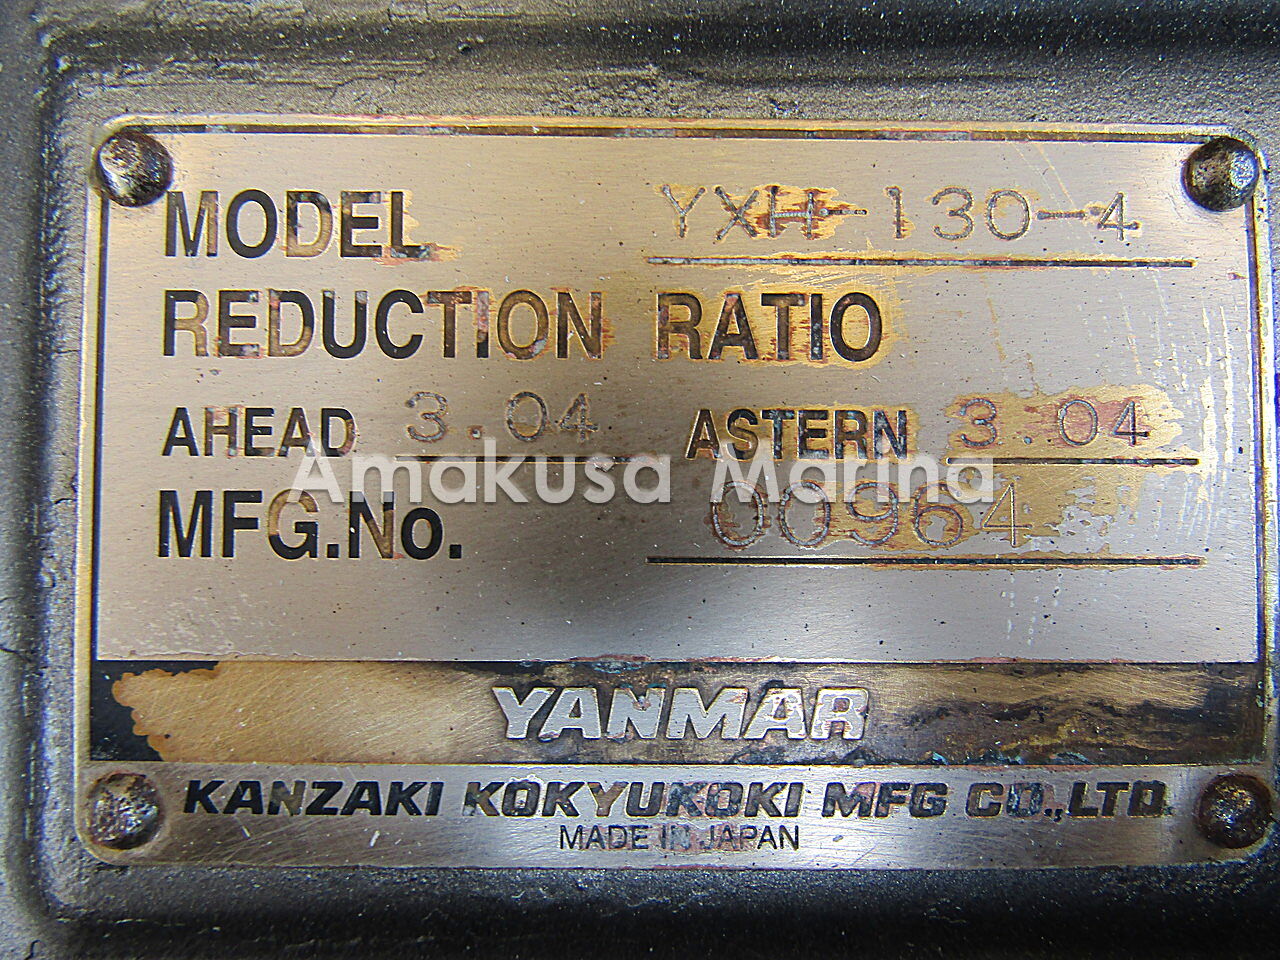 MODEL YXH-130-4
REDUCTION RATIO
AHEAD 3.04 ASTERN 3.04
Amakusa Marina
MFG.No. 00964
YANMAR
KANZAKI KOKYUKOKI MFG CO.,LTD.
MADE IN JAPAN